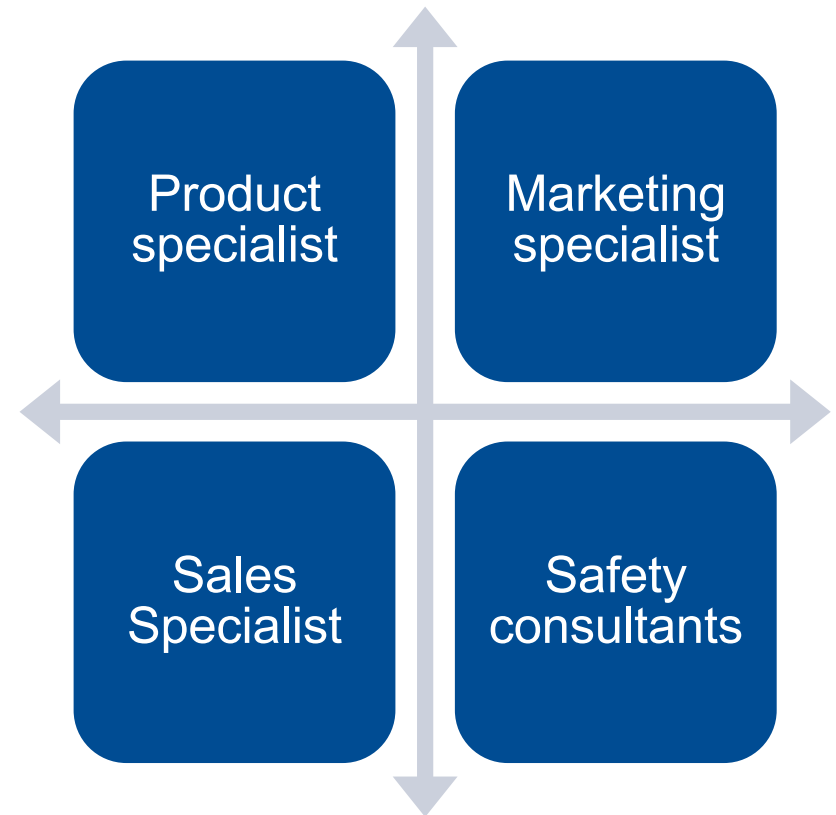 Product
specialist
Marketing
specialist
Sales
Specialist
Safety
consultants